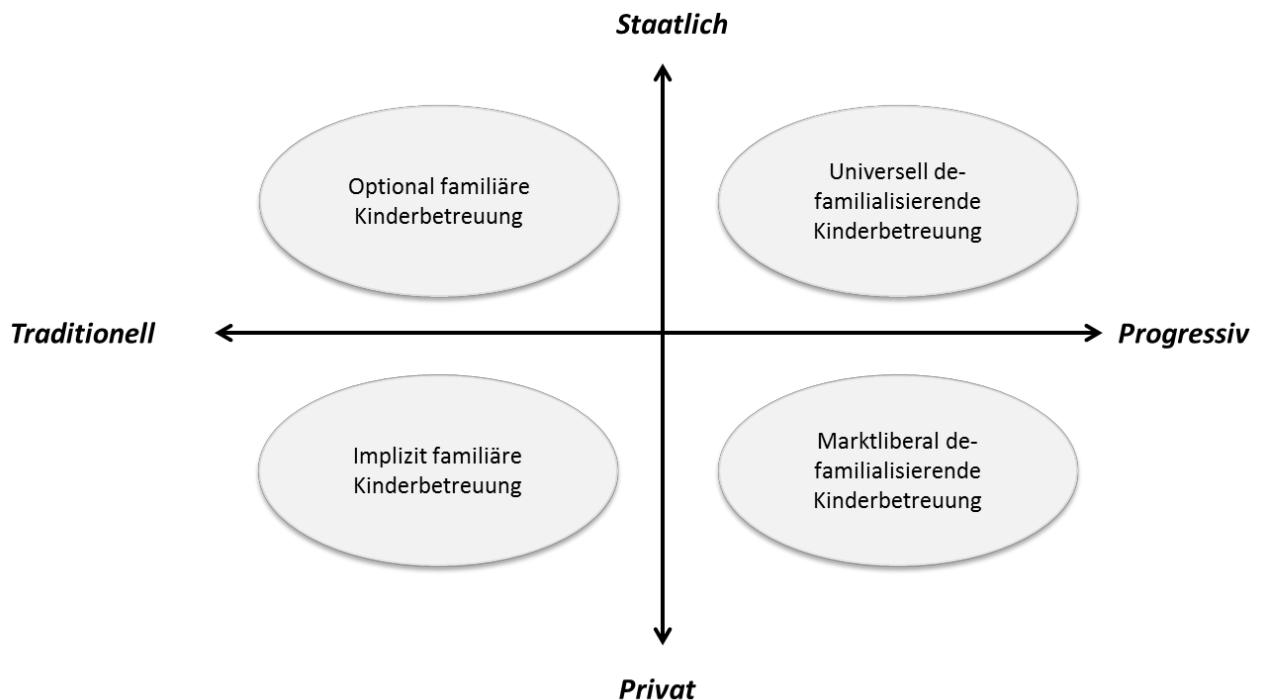 Staatlich
Optional familiäre
Kinderbetreuung
Universell de-
familialisierende
Kinderbetreuung
Traditionell
Progressiv
Implizit familiäre
Kinderbetreuung
Marktliberal de-
familialisierende
Kinderbetreuung
Privat